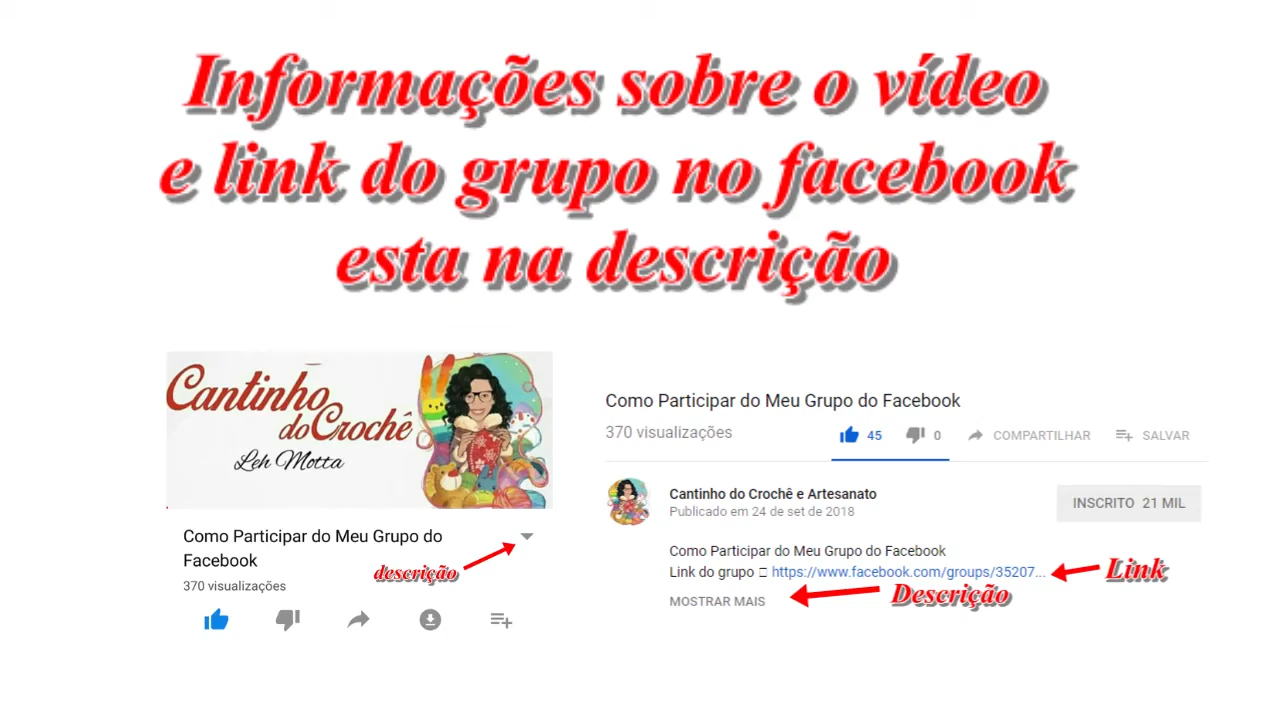 Informações sobre o vídeo
e link do grupo no facebook
esta na descrição
Cantinho
do Crochê
Leh Motta
Como Participar do Meu Grupo do
Facebook
descrição
370 visualizações
Como Participar do Meu Grupo do Facebook
370 visualizações
45
0
COMPARTILHAR
SALVAR
Cantinho do Crochê e Artesanato
Publicado em 24 de set de 2018
INSCRITO 21 MIL
Como Participar do Meu Grupo do Facebook
Link do grupo https://www.facebook.com/groups/35207...
Link
MOSTRAR MAIS
Descrição